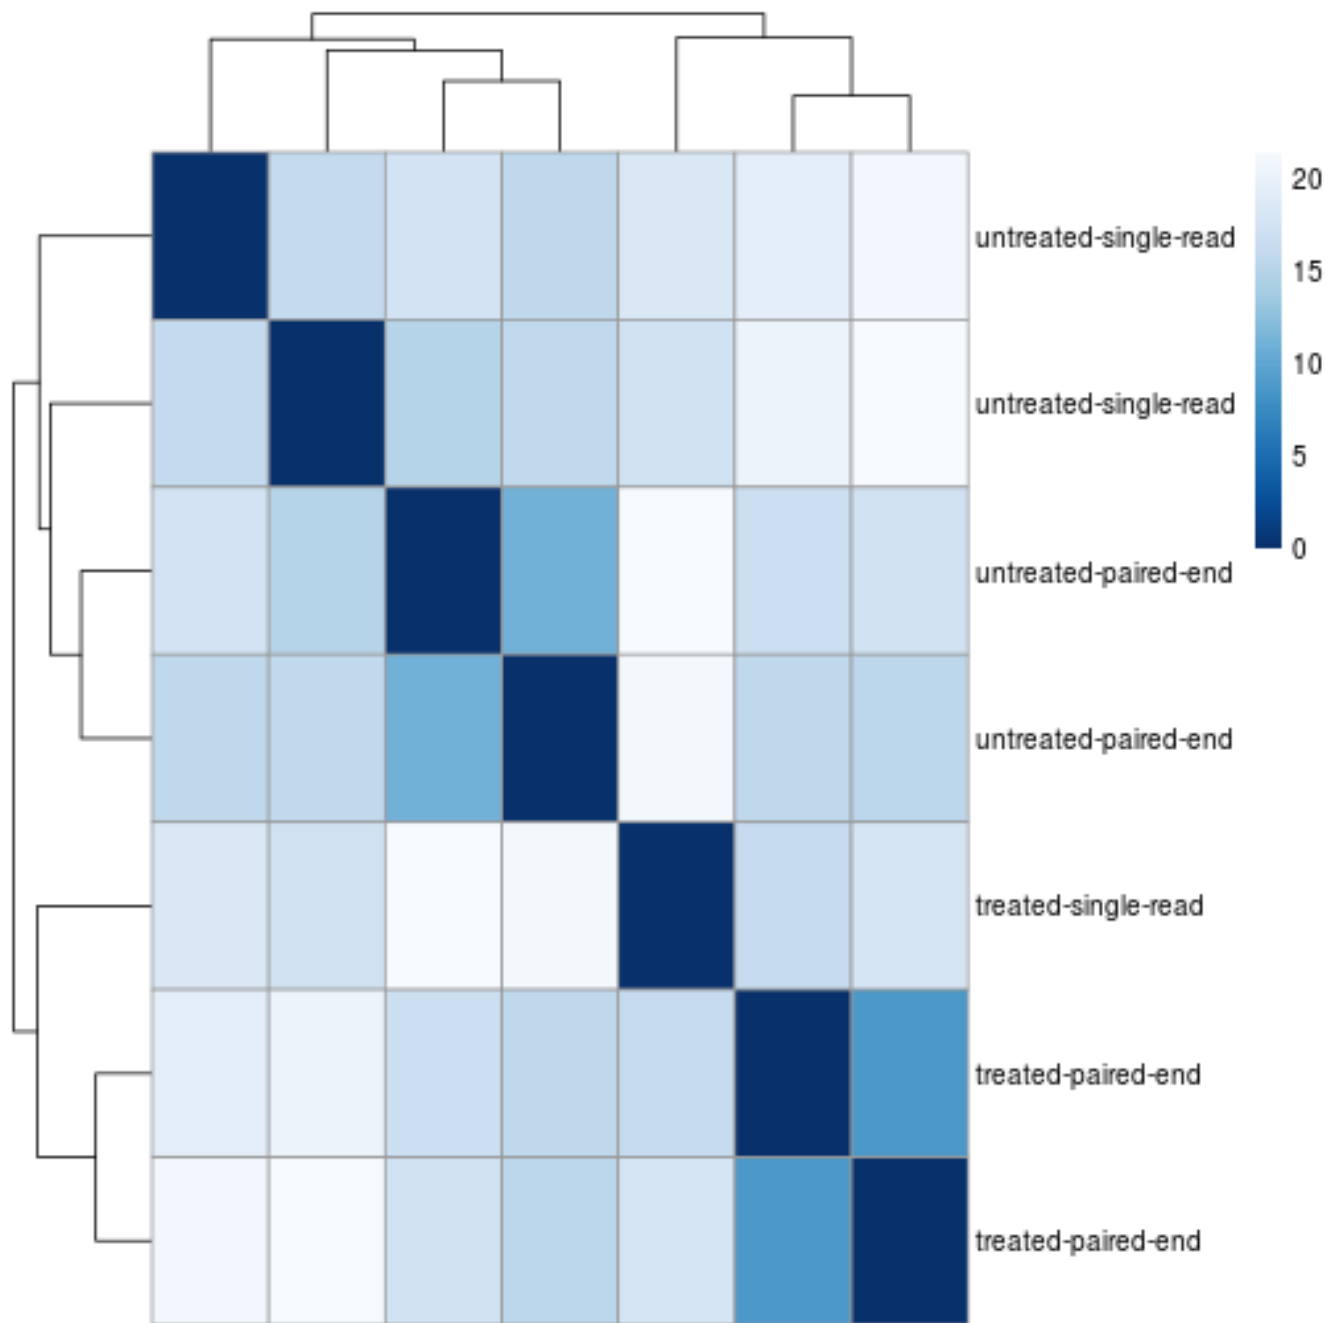 untreated-single-read
untreated-single-read
untreated-paired-end
untreated-paired-end
treated-single-read
treated-paired-end
treated-paired-end
20
15
10
5
0